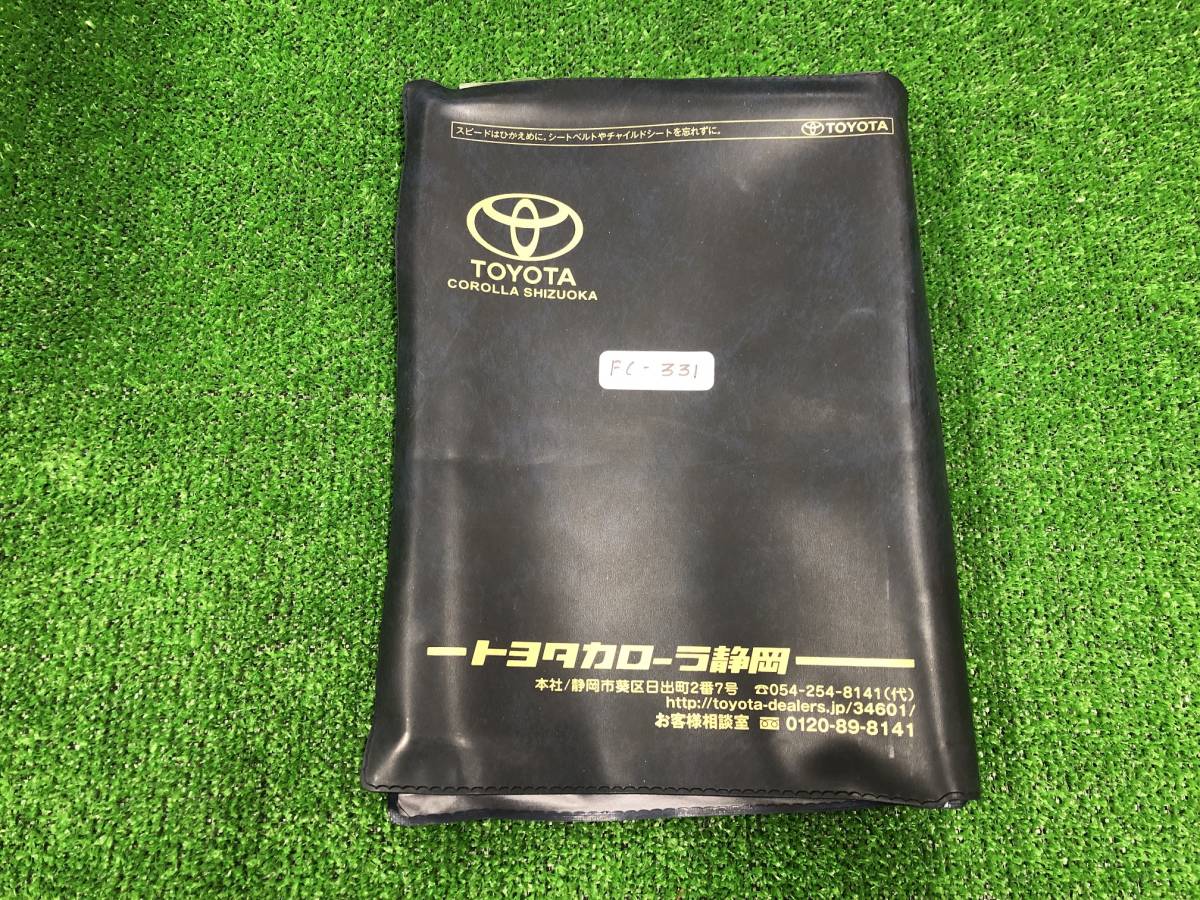 スピードはひかえめに。シートベルトやチャイルドシートを忘れずに。 TOYOTA
TOYOTA
COROLLA SHIZUOKA
FC-331
トヨタカローラ静岡
本社/静岡市葵区日出町2番7号 ☎054-254-8141(代)
http://toyota-dealers.jp/34601/
お客様相談室 0120-89-8141